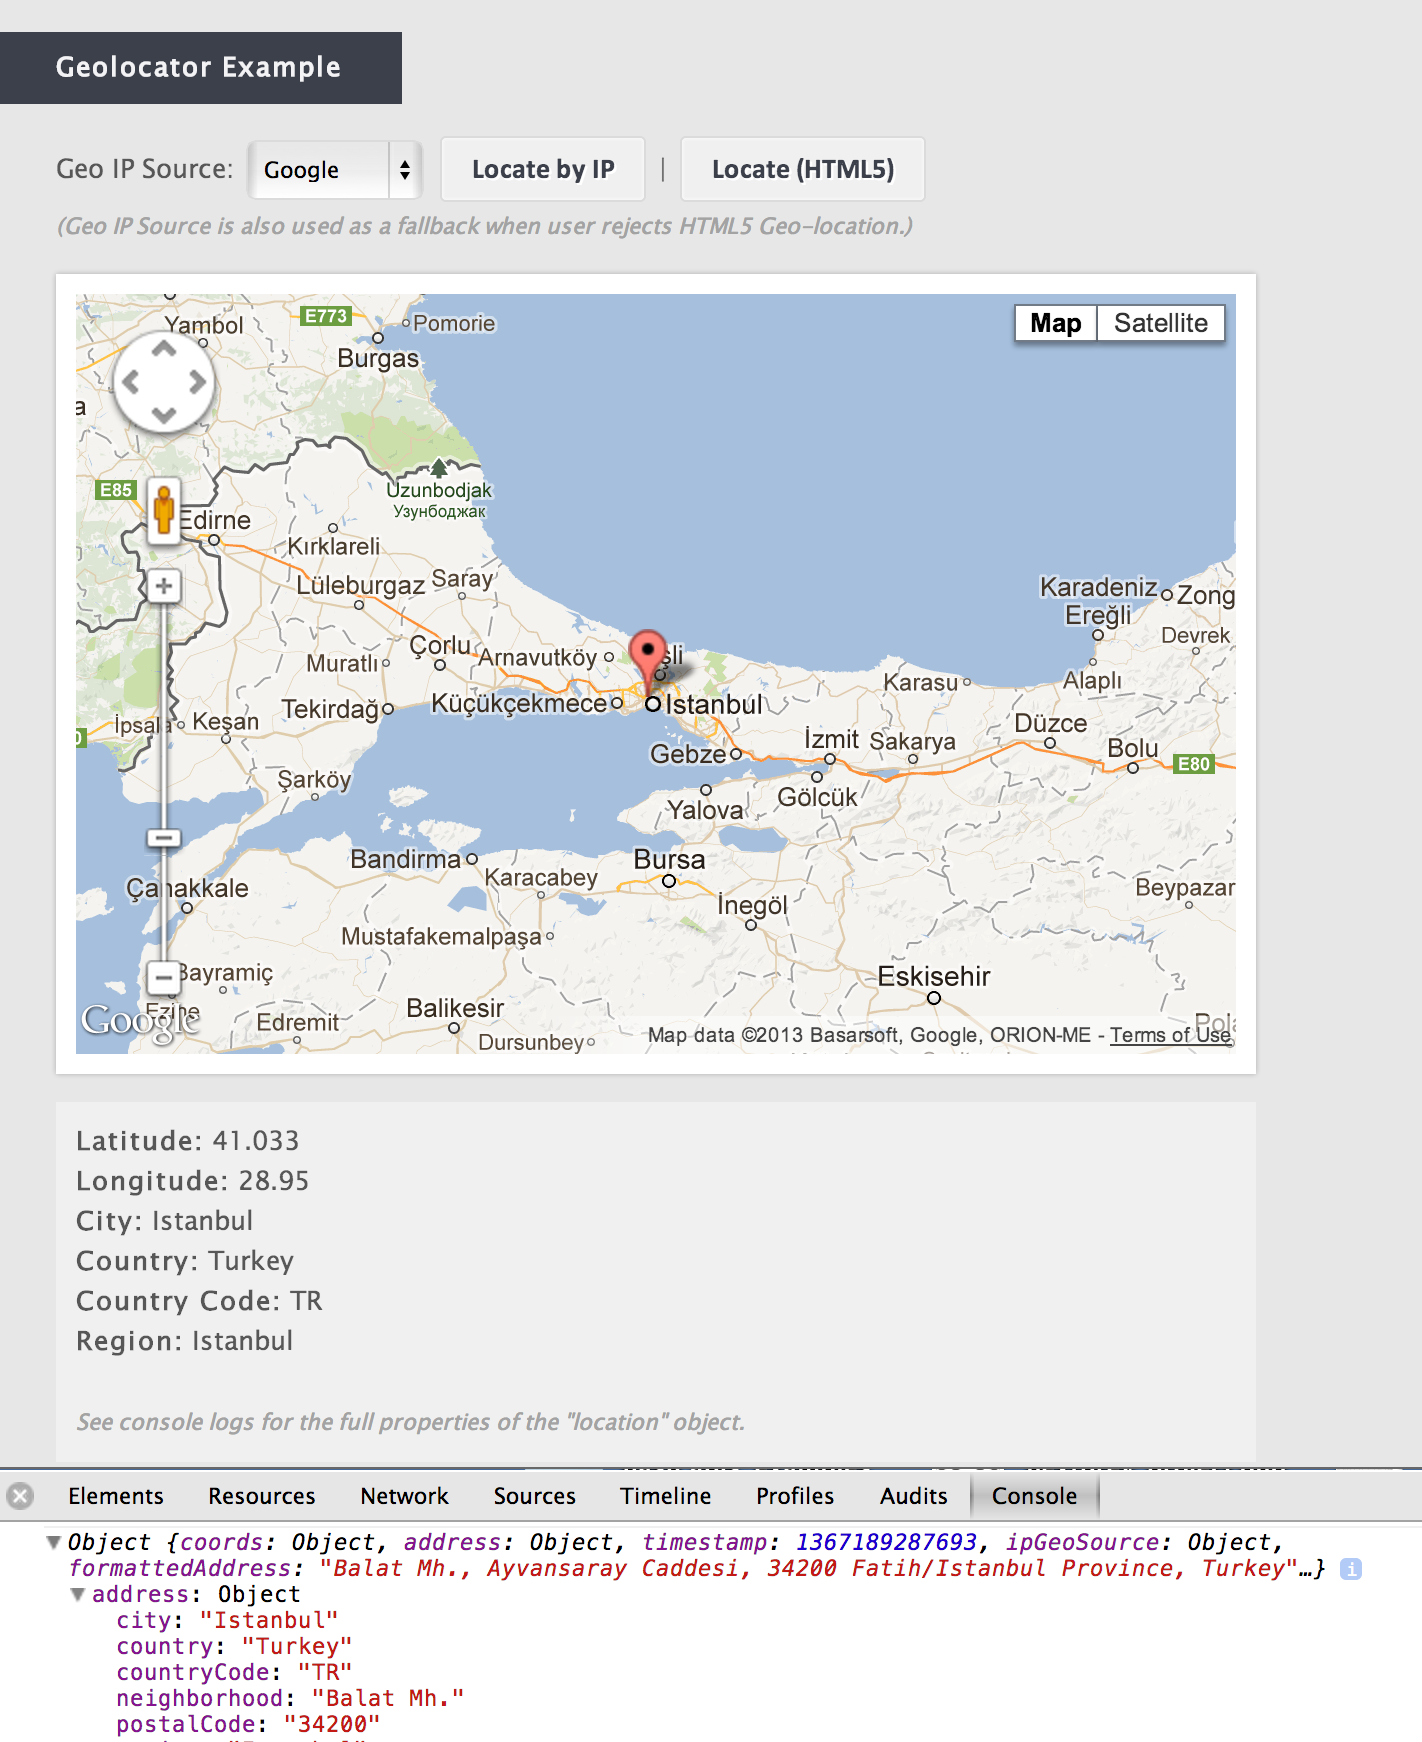 Geolocator Example
Geo IP Source: Google Locate by IP | Locate (HTML5)
(Geo IP Source is also used as a fallback when user rejects HTML5 Geo-location.)
Yambol
E773
Pomorie
Burgas
Map Satellite
a
Uzunbodjak
Узунбоджак
E85
Edirne
Kırklareli
Lüleburgaz
Saray
Karadeniz
Ereğli
Zong
Devrek
Çorlu
Arnavutköy
şli
Muratlı
Alaplı
Karasu
Tekirdağ
Küçükçekmece
Istanbul
İpsala
Keşan
Düzce
Gebze
İzmit
Sakarya
Bolu
E80
Şarköy
Yalova
Gölcük
Bandirma
Bursa
Karacabey
Çanakkale
Beypazar
İnegöl
Mustafakemalpaşa
Bayramiç
Eskisehir
Ezine
Balikesir
Edremit
Dursunbey
Google
Pola
Map data ©2013 Basarsoft, Google, ORION-ME - Terms of Use
Latitude: 41.033
Longitude: 28.95
City: Istanbul
Country: Turkey
Country Code: TR
Region: Istanbul
See console logs for the full properties of the "location" object.
Elements Resources Network Sources Timeline Profiles Audits Console
Object {coords: Object, address: Object, timestamp: 1367189287693, ipGeoSource: Object,
formattedAddress: "Balat Mh., Ayvansaray Caddesi, 34200 Fatih/Istanbul Province, Turkey"…}
address: Object
city: "Istanbul"
country: "Turkey"
countryCode: "TR"
neighborhood: "Balat Mh."
postalCode: "34200"